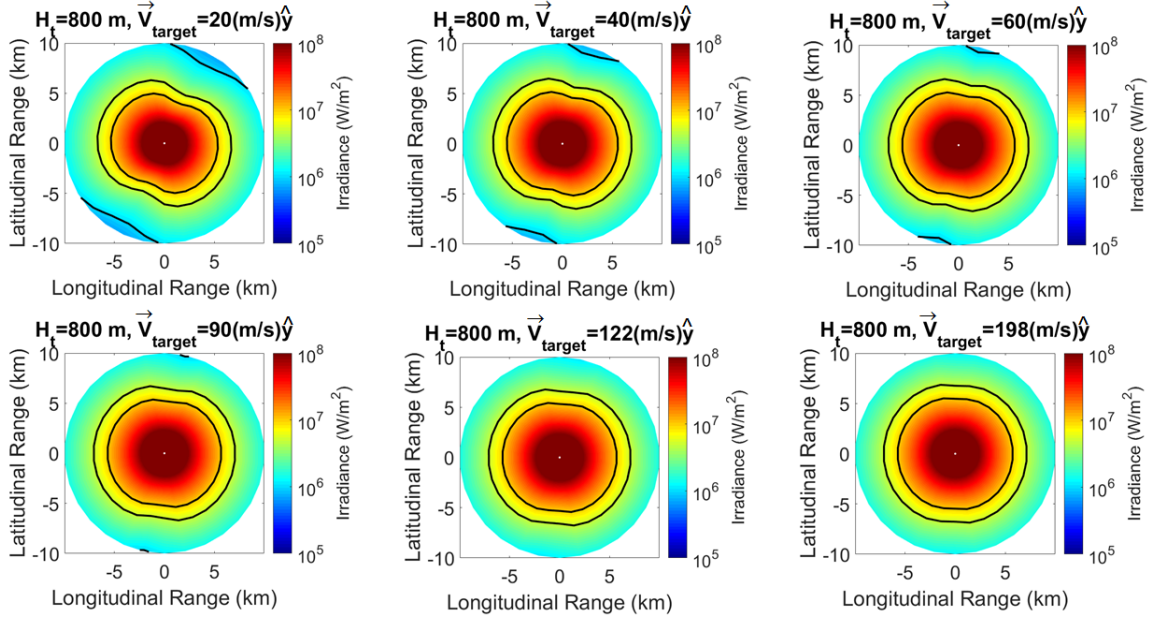 H_t=800 m, V⃗_target=20(m/s)ŷ
10
5
0
-5
-10
Latitudinal Range (km)
-5 0 5
Longitudinal Range (km)
10^8
10^7
10^6
10^5
Irradiance (W/m^2)
H_t=800 m, V⃗_target=40(m/s)ŷ
10
5
0
-5
-10
Latitudinal Range (km)
-5 0 5
Longitudinal Range (km)
10^8
10^7
10^6
10^5
Irradiance (W/m^2)
H_t=800 m, V⃗_target=60(m/s)ŷ
10
5
0
-5
-10
Latitudinal Range (km)
-5 0 5
Longitudinal Range (km)
10^8
10^7
10^6
10^5
Irradiance (W/m^2)
H_t=800 m, V⃗_target=90(m/s)ŷ
10
5
0
-5
-10
Latitudinal Range (km)
-5 0 5
Longitudinal Range (km)
10^8
10^7
10^6
10^5
Irradiance (W/m^2)
H_t=800 m, V⃗_target=122(m/s)ŷ
10
5
0
-5
-10
Latitudinal Range (km)
-5 0 5
Longitudinal Range (km)
10^8
10^7
10^6
10^5
Irradiance (W/m^2)
H_t=800 m, V⃗_target=198(m/s)ŷ
10
5
0
-5
-10
Latitudinal Range (km)
-5 0 5
Longitudinal Range (km)
10^8
10^7
10^6
10^5
Irradiance (W/m^2)